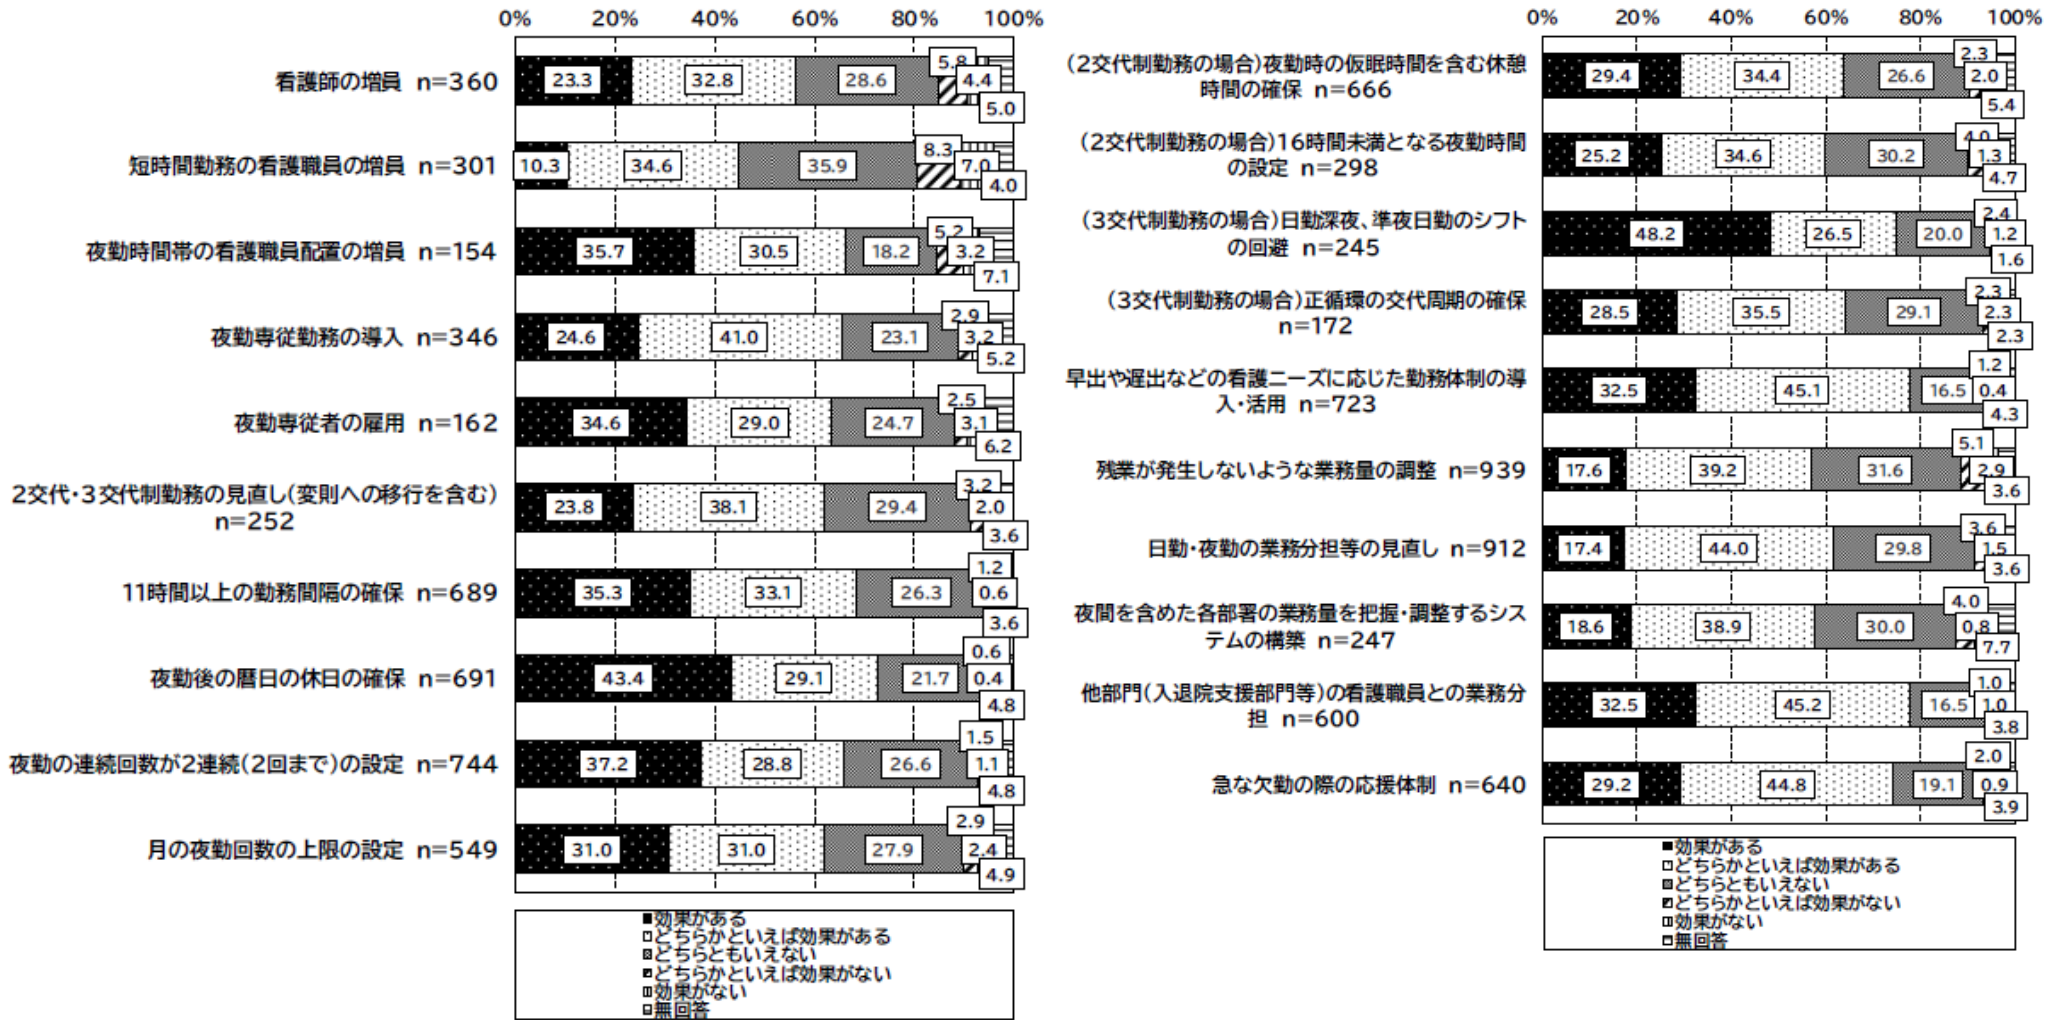 0% 20% 40% 60% 80% 100%
看護師の増員 n=360
23.3 32.8 28.6 5.8 4.4 5.0
短時間勤務の看護職員の増員 n=301
10.3 34.6 35.9 8.3 7.0 4.0
夜勤時間帯の看護職員配置の増員 n=154
35.7 30.5 18.2 5.2 3.2 7.1
夜勤専従勤務の導入 n=346
24.6 41.0 23.1 2.9 3.2 5.2
夜勤専従者の雇用 n=162
34.6 29.0 24.7 2.5 3.1 6.2
2交代・3交代制勤務の見直し(変則への移行を含む)
n=252
23.8 38.1 29.4 3.2 2.0 3.6
11時間以上の勤務間隔の確保 n=689
35.3 33.1 26.3 1.2 0.6 3.6
夜勤後の暦日の休日の確保 n=691
43.4 29.1 21.7 0.6 0.4 4.8
夜勤の連続回数が2連続(2回まで)の設定 n=744
37.2 28.8 26.6 1.5 1.1 4.8
月の夜勤回数の上限の設定 n=549
31.0 31.0 27.9 2.9 2.4 4.9
効果がある
どちらかといえば効果がある
どちらともいえない
どちらかといえば効果がない
効果がない
無回答
0% 20% 40% 60% 80% 100%
(2交代制勤務の場合)夜勤時の仮眠時間を含む休憩
時間の確保 n=666
29.4 34.4 26.6 2.3 2.0 5.4
(2交代制勤務の場合)16時間未満となる夜勤時間
の設定 n=298
25.2 34.6 30.2 4.0 1.3 4.7
(3交代制勤務の場合)日勤深夜、準夜日勤のシフト
の回避 n=245
48.2 26.5 20.0 2.4 1.2 1.6
(3交代制勤務の場合)正循環の交代周期の確保
n=172
28.5 35.5 29.1 2.3 2.3 2.3
早出や遅出などの看護ニーズに応じた勤務体制の導
入・活用 n=723
32.5 45.1 16.5 1.2 0.4 4.3
残業が発生しないような業務量の調整 n=939
17.6 39.2 31.6 5.1 2.9 3.6
日勤・夜勤の業務分担等の見直し n=912
17.4 44.0 29.8 3.6 1.5 3.6
夜間を含めた各部署の業務量を把握・調整するシス
テムの構築 n=247
18.6 38.9 30.0 4.0 0.8 7.7
他部門(入退院支援部門等)の看護職員との業務分
担 n=600
32.5 45.2 16.5 1.0 1.0 3.8
急な欠勤の際の応援体制 n=640
29.2 44.8 19.1 2.0 0.9 3.9
効果がある
どちらかといえば効果がある
どちらともいえない
どちらかといえば効果がない
効果がない
無回答